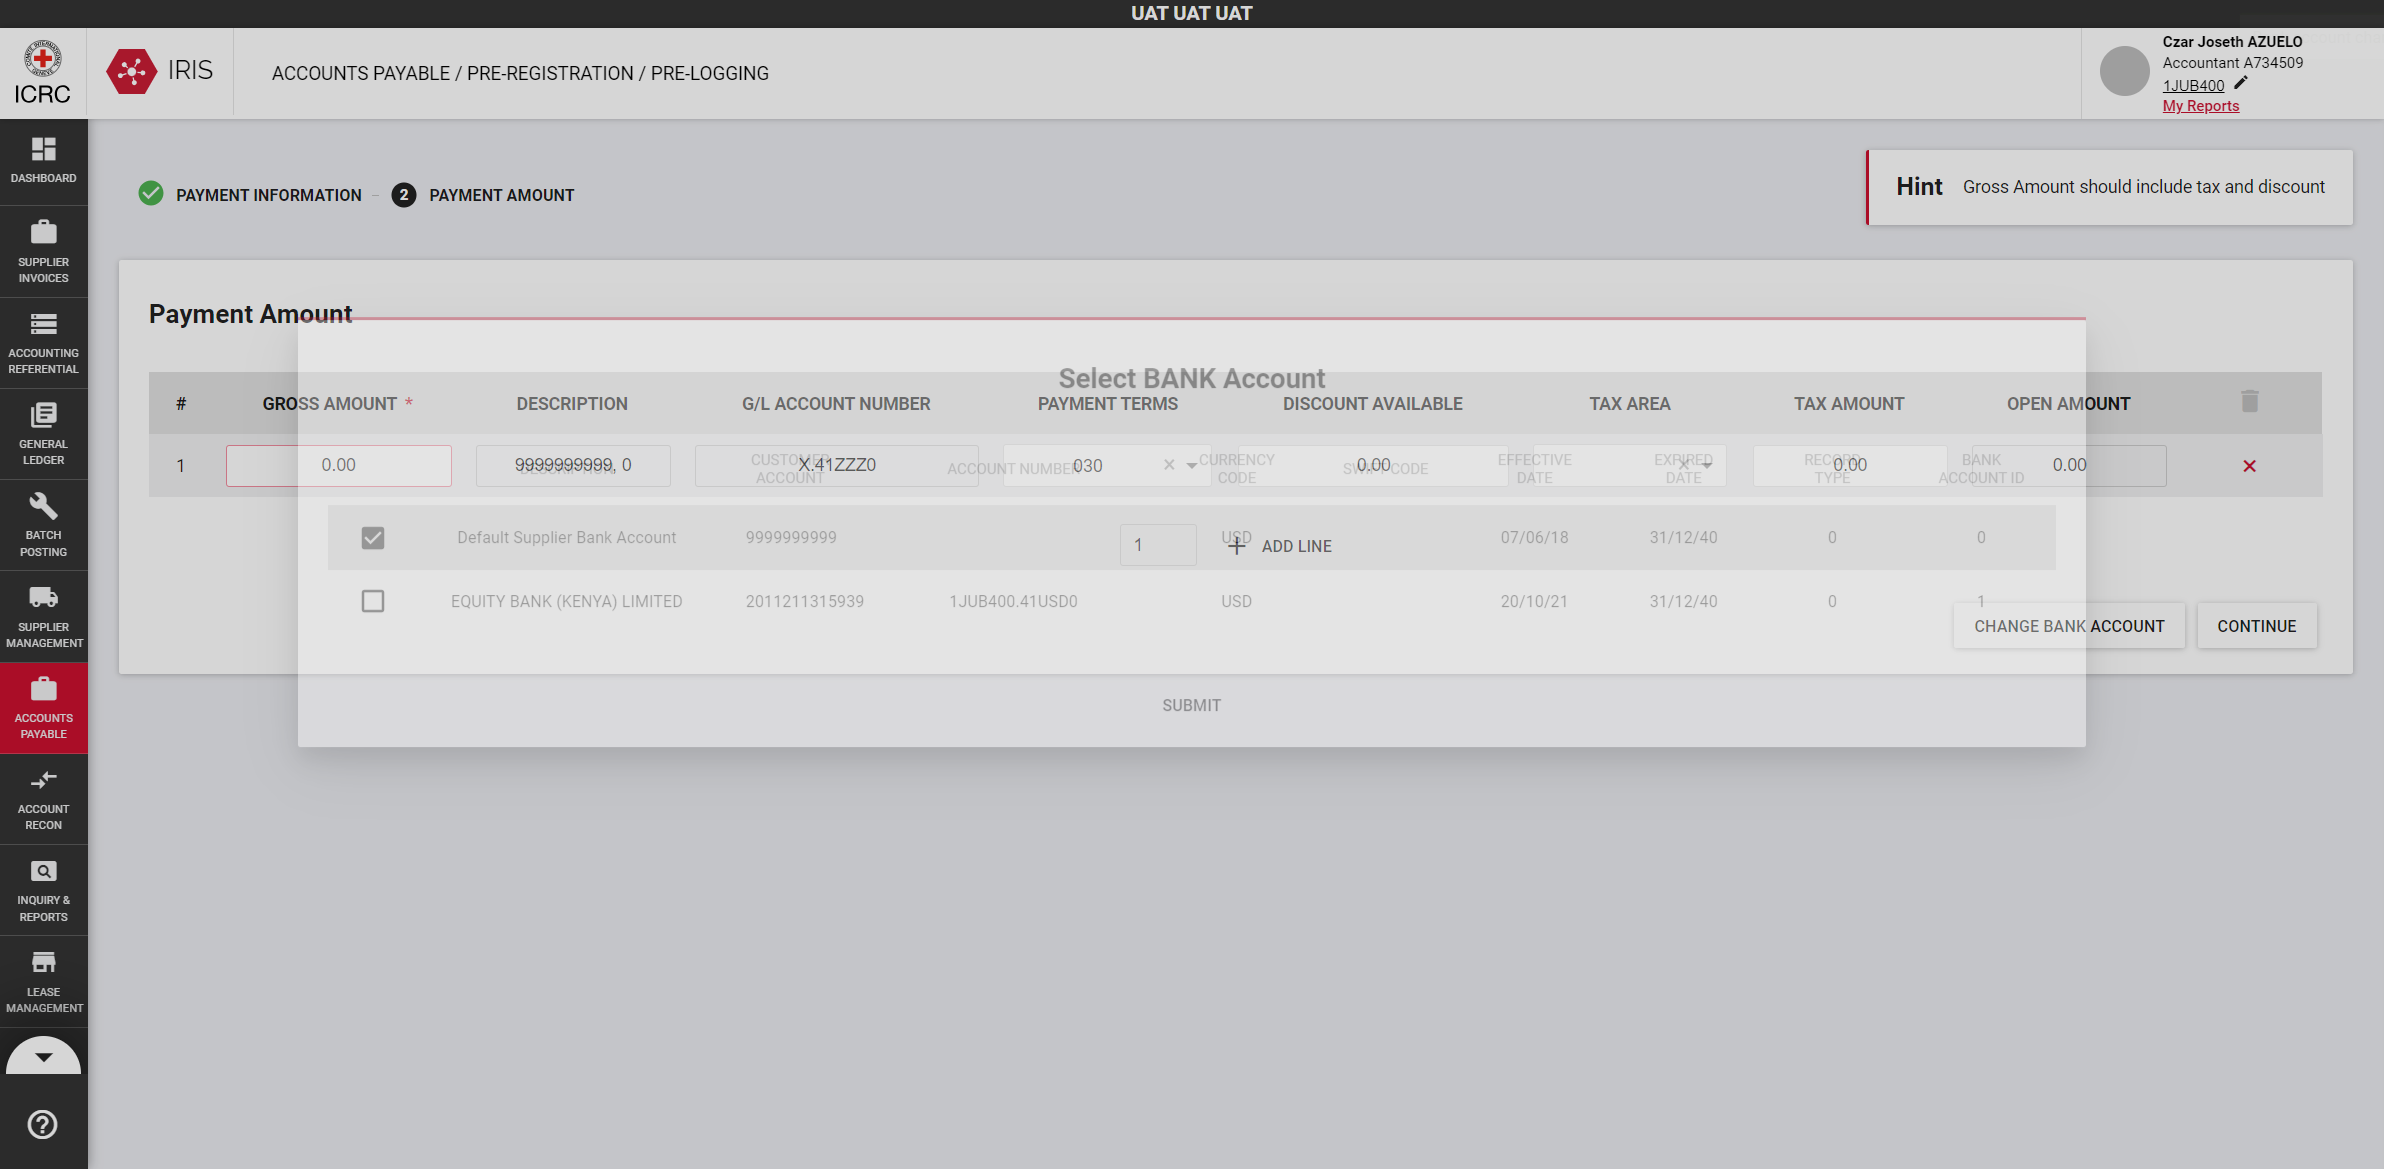 UAT UAT UAT
ICRC
IRIS
ACCOUNTS PAYABLE / PRE-REGISTRATION / PRE-LOGGING
Czar Joseth AZUELO
Accountant A734509
1JUB400
My Reports
DASHBOARD
SUPPLIER
INVOICES
ACCOUNTING
REFERENTIAL
GENERAL
LEDGER
BATCH
POSTING
SUPPLIER
MANAGEMENT
ACCOUNTS
PAYABLE
ACCOUNT
RECON
INQUIRY &
REPORTS
LEASE
MANAGEMENT
PAYMENT INFORMATION
2 PAYMENT AMOUNT
Hint Gross Amount should include tax and discount
Payment Amount
# GROSS AMOUNT * DESCRIPTION G/L ACCOUNT NUMBER PAYMENT TERMS DISCOUNT AVAILABLE TAX AREA TAX AMOUNT OPEN AMOUNT
1 0.00 9999999999, 0 X.41ZZZ0 030 0.00 0.00 0.00
1 ADD LINE
CHANGE BANK ACCOUNT CONTINUE
Select BANK Account
DESCRIPTION CUSTOMER ACCOUNT ACCOUNT NUMBER CURRENCY CODE SWIFT CODE EFFECTIVE DATE EXPIRED DATE RECORD TYPE BANK ACCOUNT ID
Default Supplier Bank Account 9999999999 USD 07/06/18 31/12/40 0 0
EQUITY BANK (KENYA) LIMITED 2011211315939 1JUB400.41USD0 USD 20/10/21 31/12/40 0 1
SUBMIT